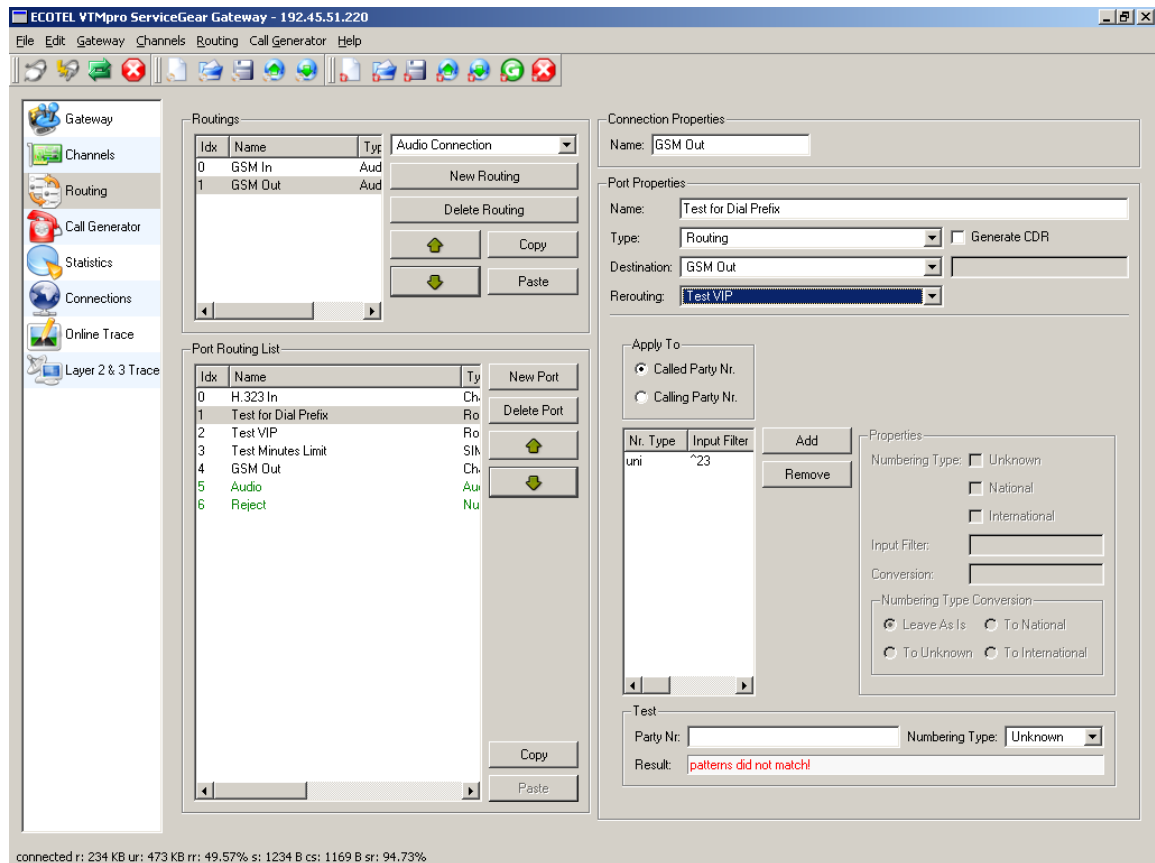 ECOTEL VTMpro ServiceGear Gateway - 192.45.51.220
File Edit Gateway Channels Routing Call Generator Help
Gateway
Channels
Routing
Call Generator
Statistics
Connections
Online Trace
Layer 2 & 3 Trace
Routings
Idx Name Typ
0 GSM In Aud
1 GSM Out Aud
Audio Connection
New Routing
Delete Routing
Copy
Paste
Port Routing List
Idx Name Ty
0 H.323 In Ch
1 Test for Dial Prefix Ro
2 Test VIP Ro
3 Test Minutes Limit SIM
4 GSM Out Ch
5 Audio Au
6 Reject Nu
New Port
Delete Port
Copy
Paste
Connection Properties
Name: GSM Out
Port Properties
Name: Test for Dial Prefix
Type: Routing Generate CDR
Destination: GSM Out
Rerouting: Test VIP
Apply To
Called Party Nr.
Calling Party Nr.
Nr. Type Input Filter
uni ^23
Add
Remove
Properties
Numbering Type: Unknown
National
International
Input Filter:
Conversion:
Numbering Type Conversion
Leave As Is To National
To Unknown To International
Test
Party Nr: Numbering Type: Unknown
Result: patterns did not match!
connected r: 234 KB ur: 473 KB rr: 49.57% s: 1234 B cs: 1169 B sr: 94.73%